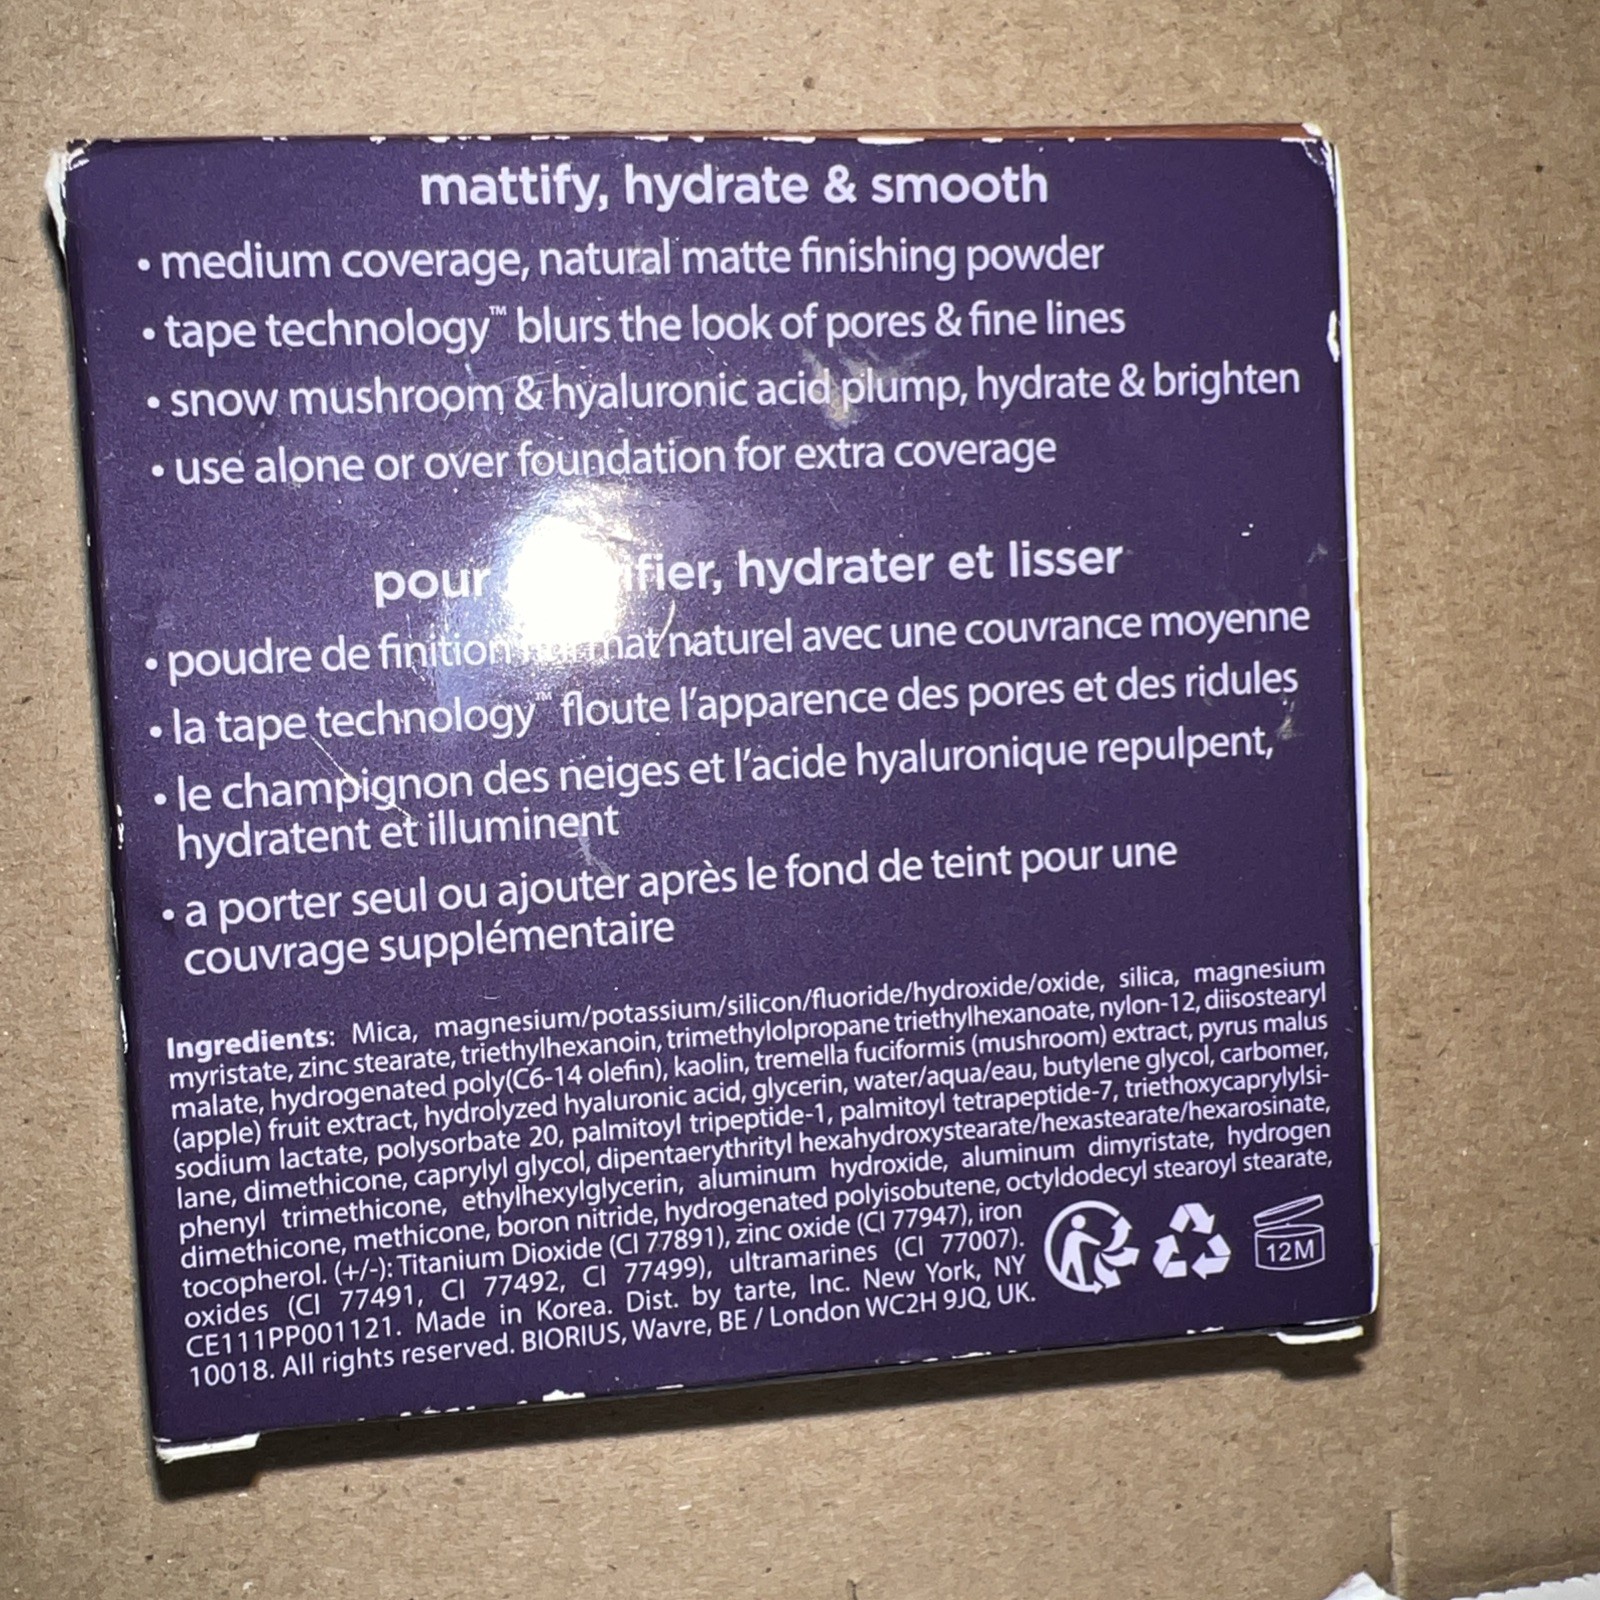 mattify, hydrate & smooth
• medium coverage, natural matte finishing powder
• tape technology™ blurs the look of pores & fine lines
• snow mushroom & hyaluronic acid plump, hydrate & brighten
• use alone or over foundation for extra coverage
pour hydrater et lisser
• poudre de finition mat naturel avec une couvrance moyenne
• la tape technology™ floute l'apparence des pores et des ridules
• le champignon des neiges et l'acide hyaluronique repulpent,
hydratent et illuminent
• a porter seul ou ajouter après le fond de teint pour une
couvrage supplémentaire
Ingredients: Mica, magnesium/potassium/silicon/fluoride/hydroxide/oxide, silica, magnesium
myristate, zinc stearate, triethylhexanoin, trimethylolpropane triethylhexanoate, nylon-12, diisostearyl
malate, hydrogenated poly(C6-14 olefin), kaolin, tremella fuciformis (mushroom) extract, pyrus malus
(apple) fruit extract, hydrolyzed hyaluronic acid, glycerin, water/aqua/eau, butylene glycol, carbomer,
sodium lactate, polysorbate 20, palmitoyl tripeptide-1, palmitoyl tetrapeptide-7, triethoxycaprylylsi-
lane, dimethicone, caprylyl glycol, dipentaerythrityl hexahydroxystearate/hexastearate/hexarosinate,
phenyl trimethicone, ethylhexylglycerin, aluminum hydroxide, aluminum dimyristate, hydrogen
dimethicone, methicone, boron nitride, hydrogenated polyisobutene, octyldodecyl stearoyl stearate,
tocopherol. (+/-): Titanium Dioxide (CI 77891), zinc oxide (CI 77947), iron
oxides (CI 77491, CI 77492, CI 77499), ultramarines (CI 77007).
CE111PP001121. Made in Korea. Dist. by tarte, Inc. New York, NY
10018. All rights reserved. BIORIUS, Wavre, BE / London WC2H 9JQ, UK.
12M